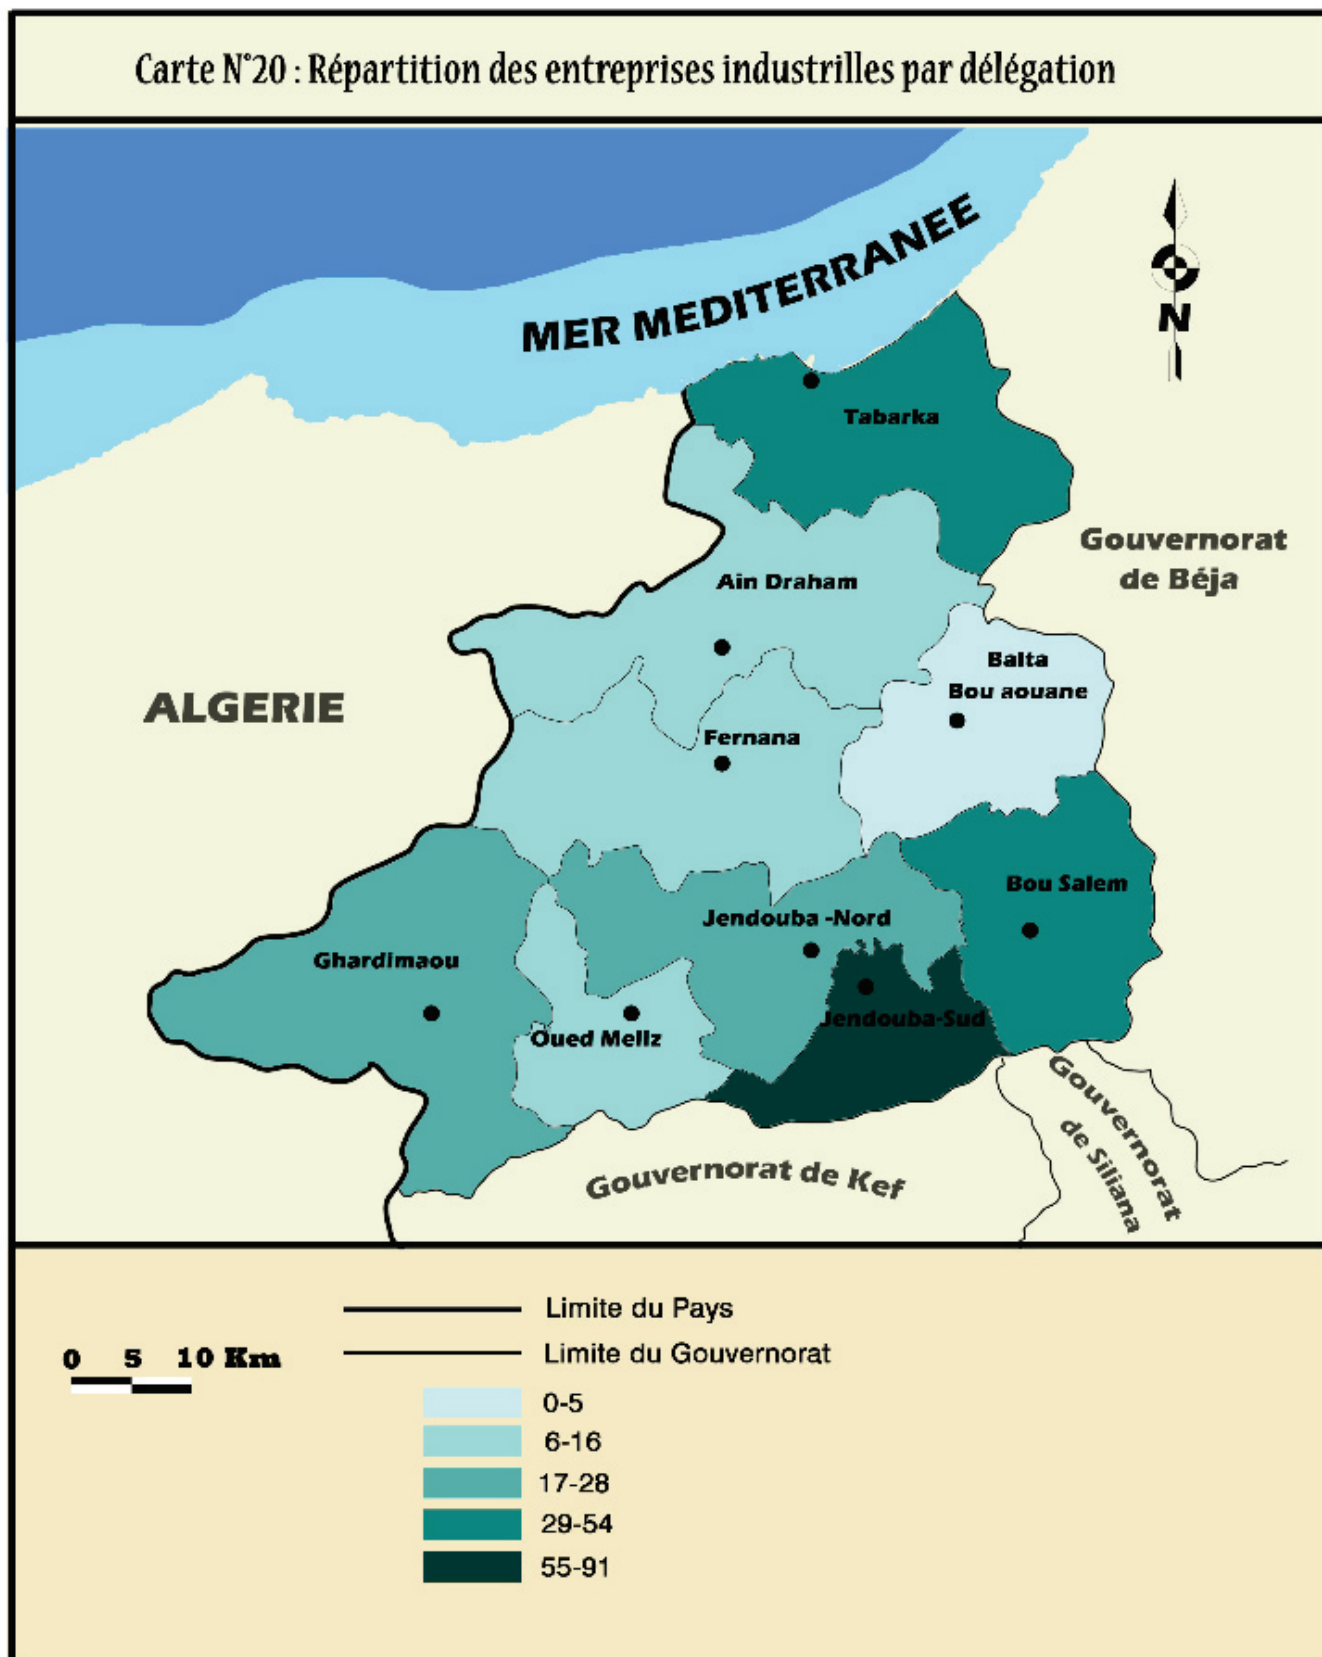 Carte N°20 : Répartition des entreprises industrilles par délégation
MER MEDITERRANEE
N
Tabarka
Gouvernorat
de Béja
Ain Draham
Balta
Bou aouane
ALGERIE
Fernana
Bou Salem
Jendouba -Nord
Ghardimaou
Jendouba-Sud
Oued Mellz
Gouvernorat
de Siliana
Gouvernorat de Kef
Limite du Pays
0 5 10 Km
Limite du Gouvernorat
0-5
6-16
17-28
29-54
55-91